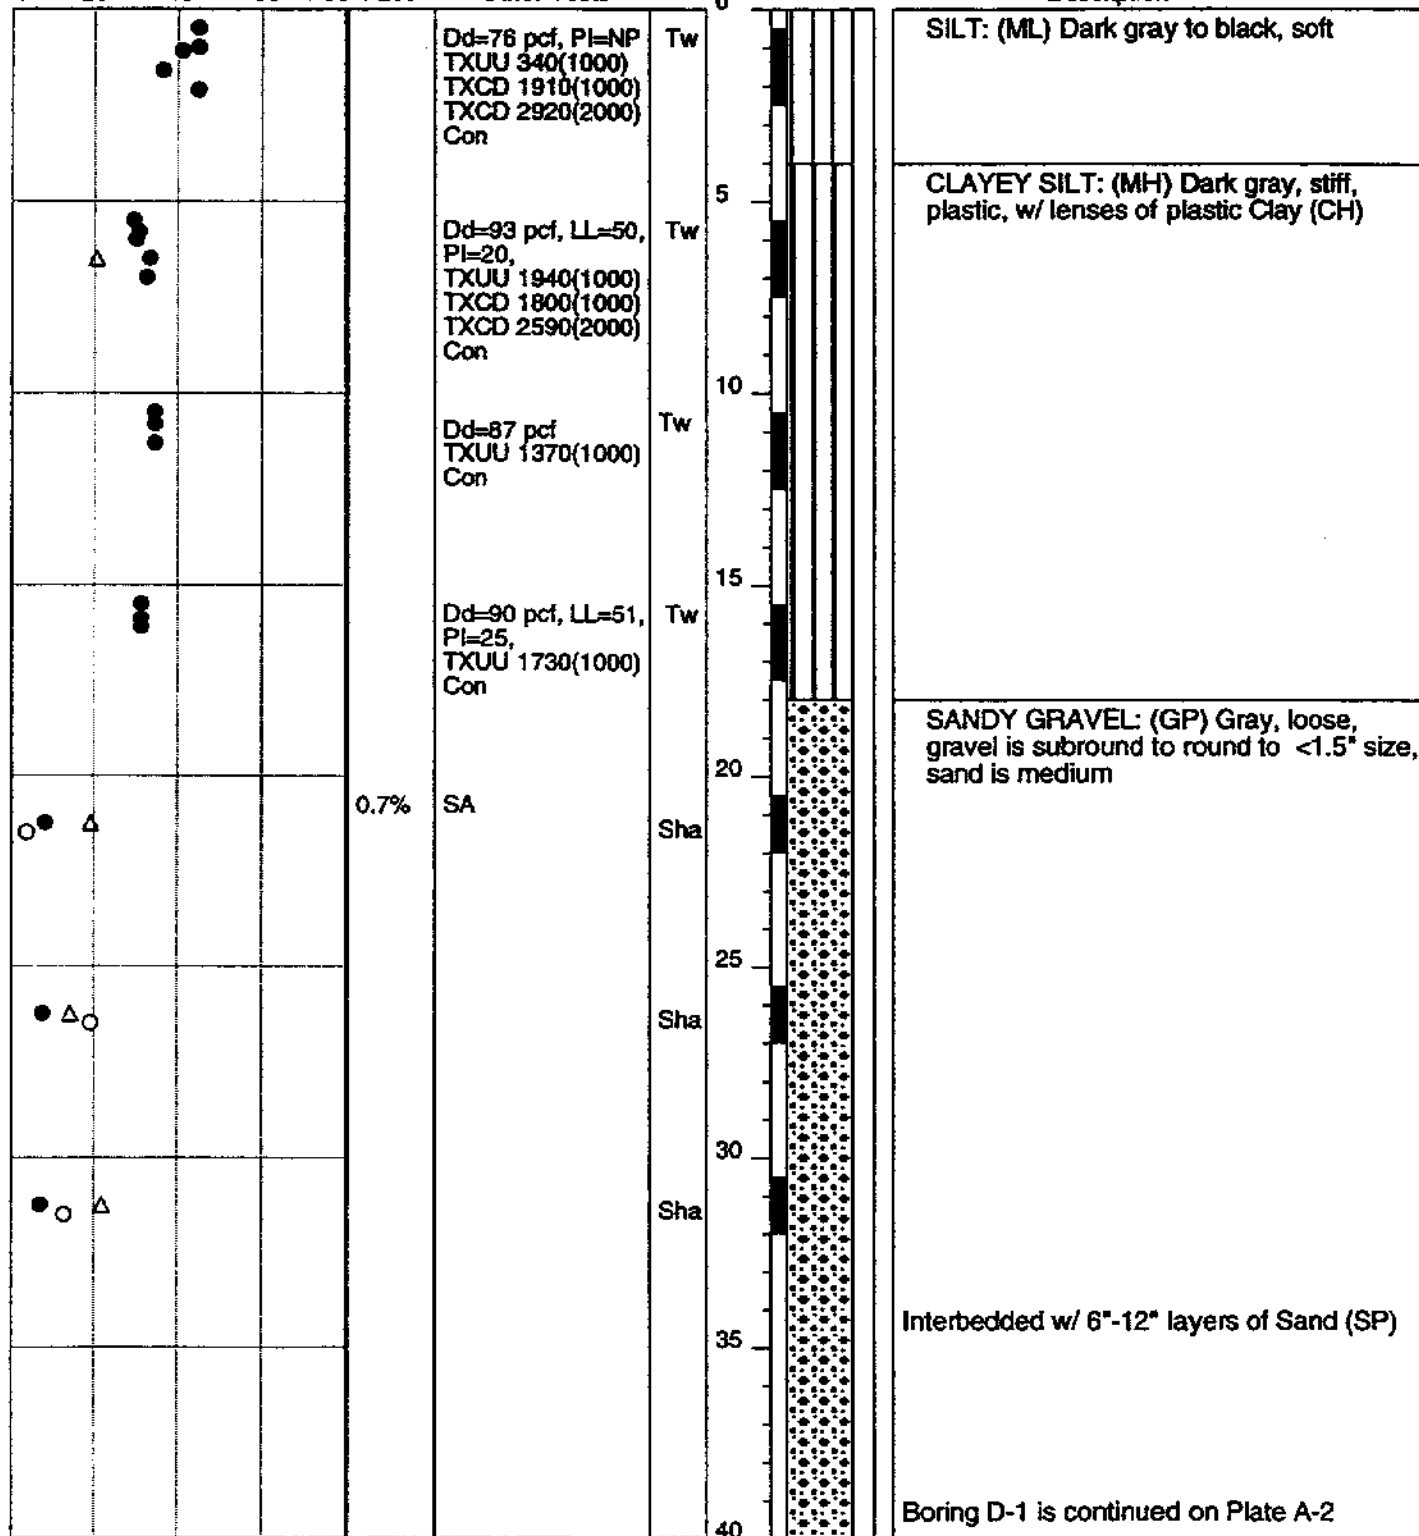 0
Dd=76 pcf, PI=NP Tw
TXUU 340(1000)
TXCD 1910(1000)
TXCD 2920(2000)
Con
SILT: (ML) Dark gray to black, soft
5
Dd=93 pcf, LL=50, Tw
PI=20,
TXUU 1940(1000)
TXCD 1800(1000)
TXCD 2590(2000)
Con
CLAYEY SILT: (MH) Dark gray, stiff,
plastic, w/ lenses of plastic Clay (CH)
10
Dd=87 pcf Tw
TXUU 1370(1000)
Con
15
Dd=90 pcf, LL=51, Tw
PI=25,
TXUU 1730(1000)
Con
SANDY GRAVEL: (GP) Gray, loose,
gravel is subround to round to <1.5" size,
sand is medium
20
0.7% SA
Sha
25
Sha
30
Sha
Interbedded w/ 6"-12" layers of Sand (SP)
35
Boring D-1 is continued on Plate A-2
40